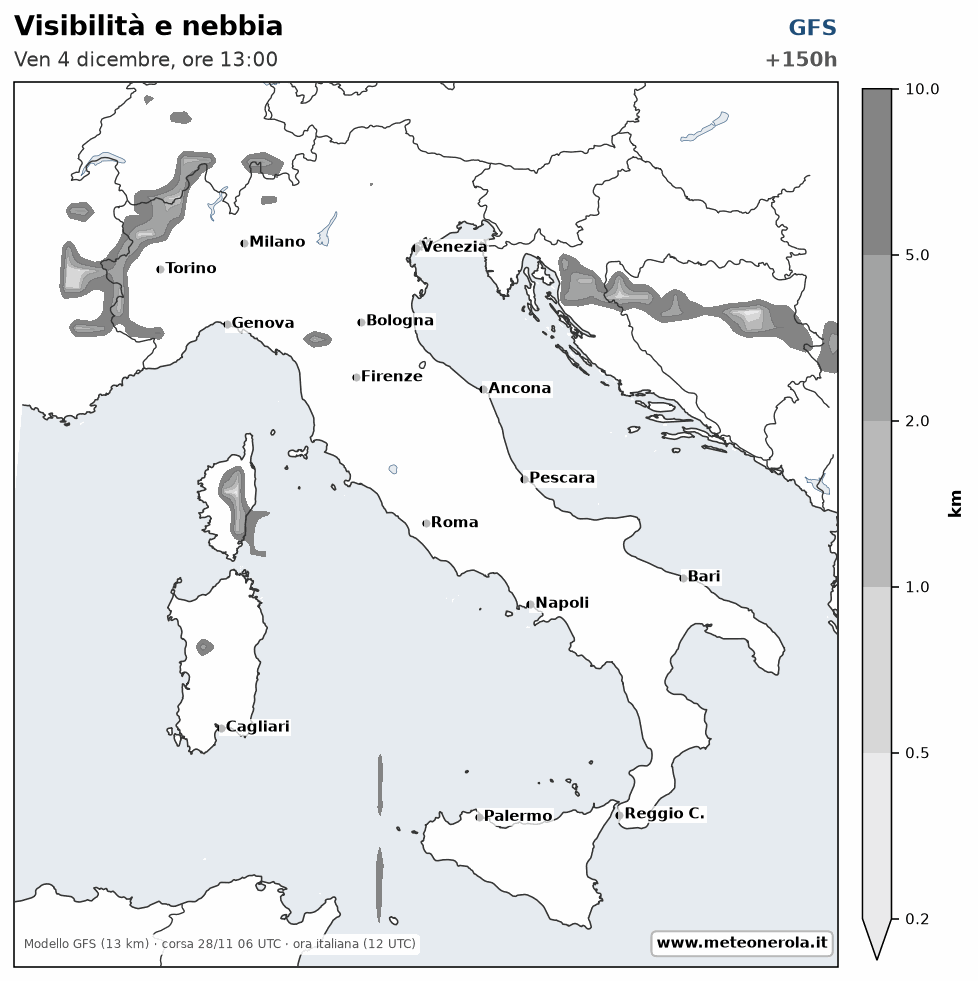 Visibilità e nebbia
GFS
Ven 4 dicembre, ore 13:00
+150h
10.0
5.0
2.0
1.0
0.5
0.2
km
Milano
Venezia
Torino
Genova
Bologna
Firenze
Ancona
Pescara
Roma
Bari
Napoli
Cagliari
Palermo
Reggio C.
Modello GFS (13 km) · corsa 28/11 06 UTC · ora italiana (12 UTC)
www.meteonerola.it